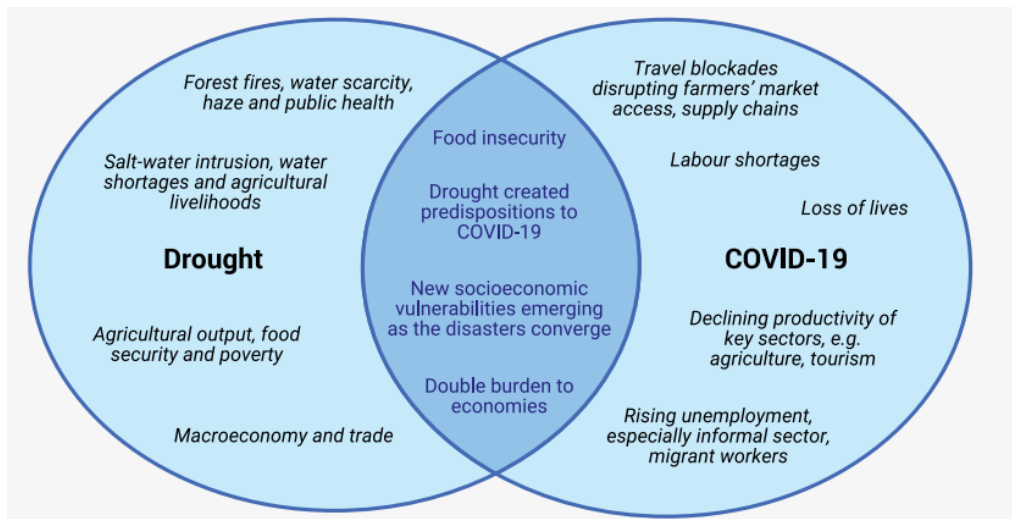 Forest fires, water scarcity,
haze and public health
Salt-water intrusion, water
shortages and agricultural
livelihoods
Drought
Agricultural output, food
security and poverty
Macroeconomy and trade
Food insecurity
Drought created
predispositions to
COVID-19
New socioeconomic
vulnerabilities emerging
as the disasters converge
Double burden to
economies
Travel blockades
disrupting farmers’ market
access, supply chains
Labour shortages
Loss of lives
COVID-19
Declining productivity of
key sectors, e.g.
agriculture, tourism
Rising unemployment,
especially informal sector,
migrant workers